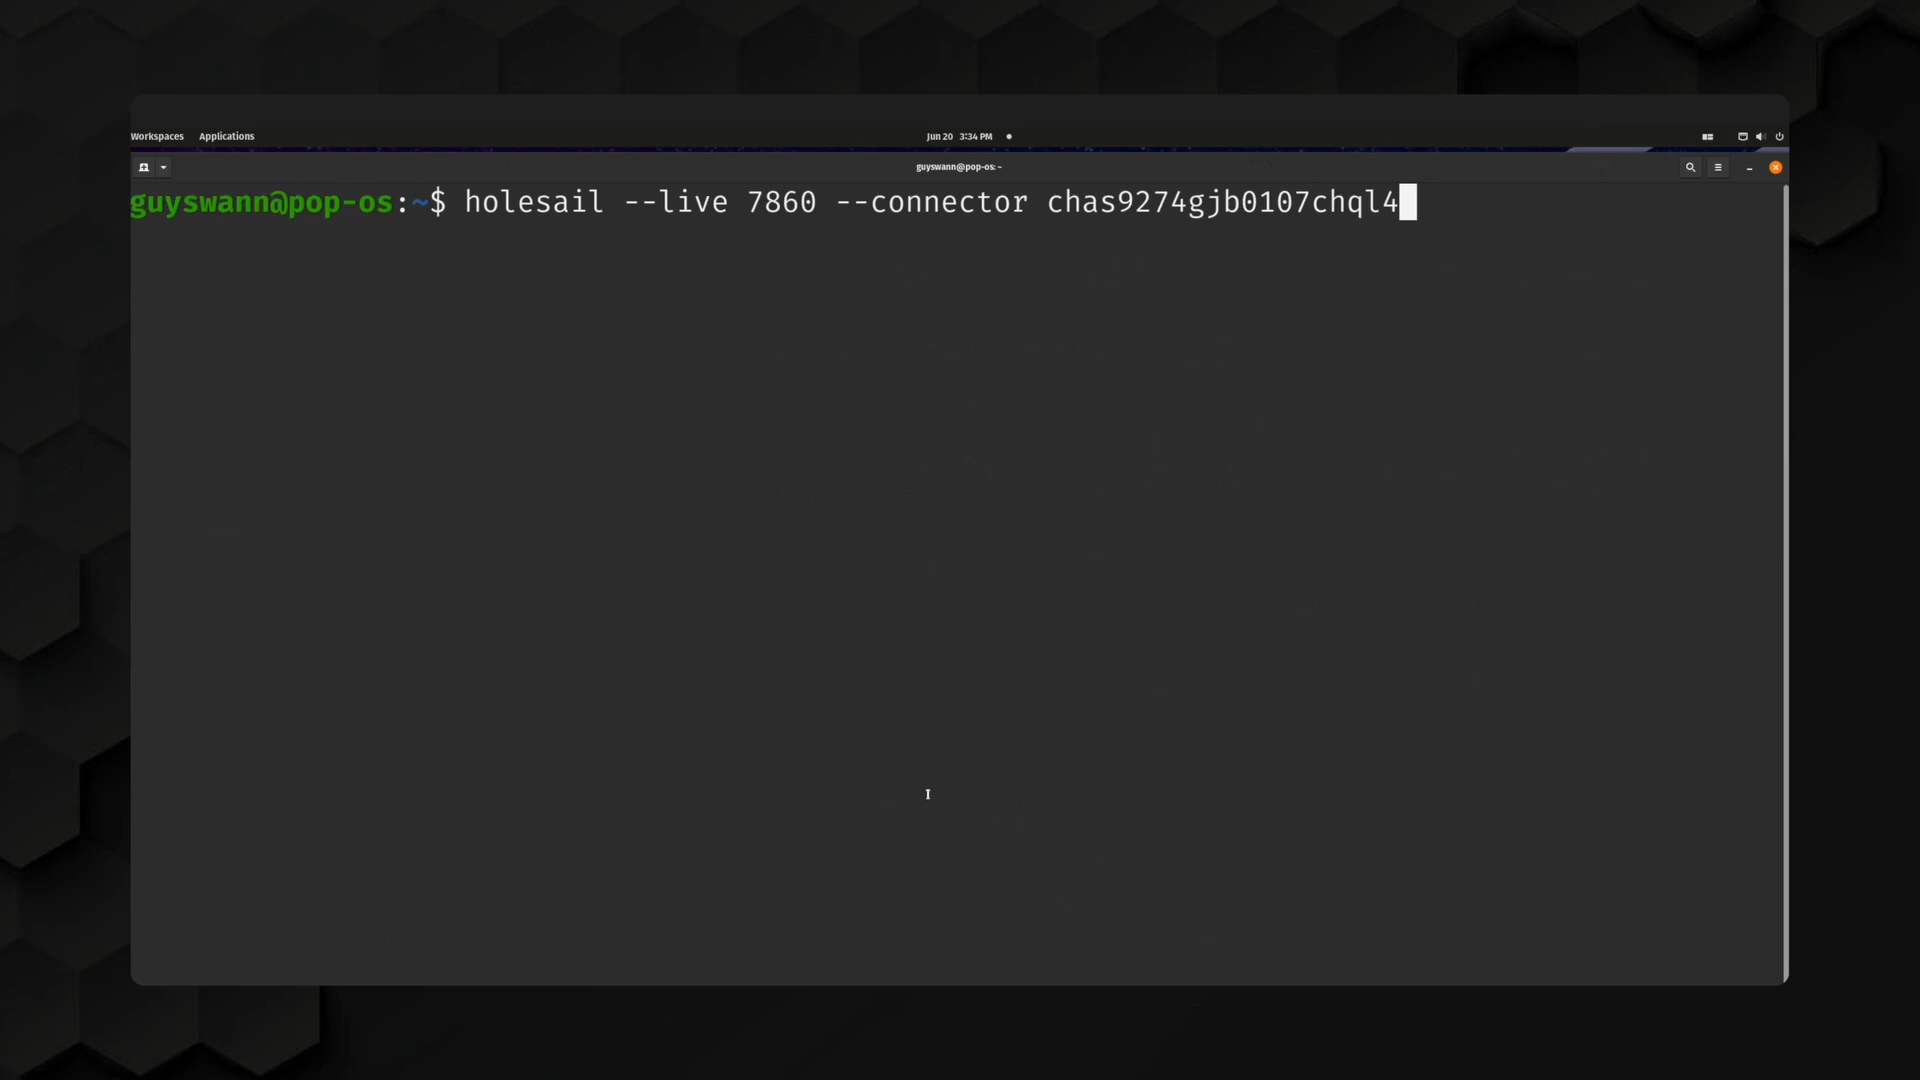 Workspaces Applications Jun 20 3:34 PM
guyswann@pop-os: ~
guyswann@pop-os:~$ holesail --live 7860 --connector chas9274gjb0107chql4